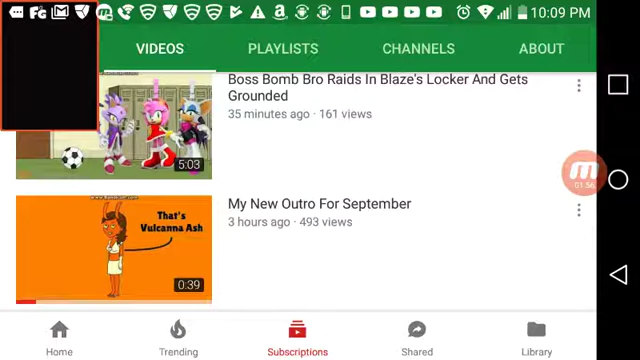 10:09 PM
VIDEOS PLAYLISTS CHANNELS ABOUT
Boss Bomb Bro Raids In Blaze's Locker And Gets
Grounded
35 minutes ago · 161 views
5:03
01:56
My New Outro For September
3 hours ago · 493 views
That's
Vulcanna Ash
0:39
Home Trending Subscriptions Shared Library